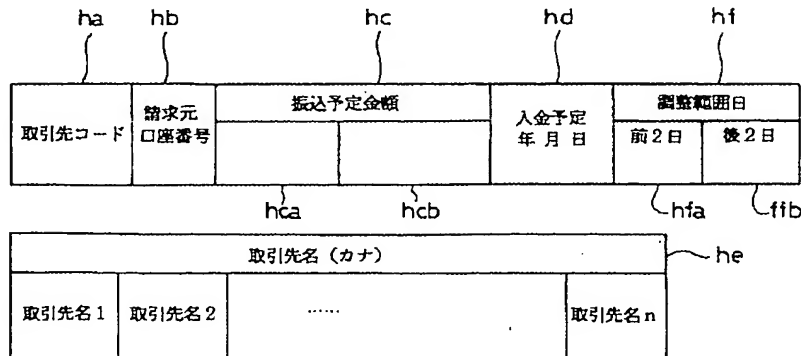 ha hb hc hd hf
取引先コード 請求元口座番号 振込予定金額 入金予定年月日 調整範囲日
前2日 後2日
hca hcb hfa ffb
取引先名(カナ) he
取引先名1 取引先名2 …… 取引先名n